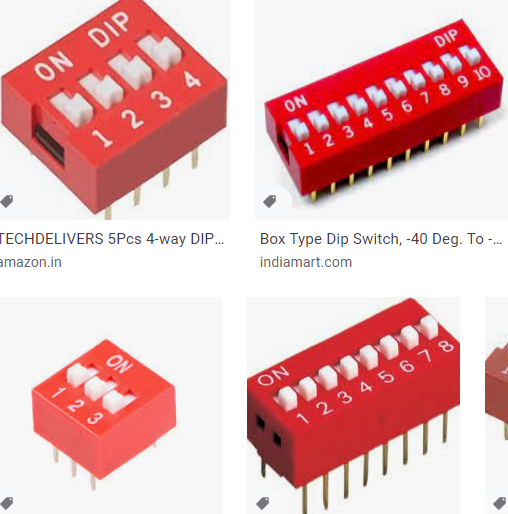 ON DIP
1 2 3 4
DIP
ON
1 2 3 4 5 6 7 8 9 10
TECHDELIVERS 5Pcs 4-way DIP...
amazon.in
Box Type Dip Switch, -40 Deg. To -...
indiamart.com
ON
1 2 3
ON
1 2 3 4 5 6 7 8